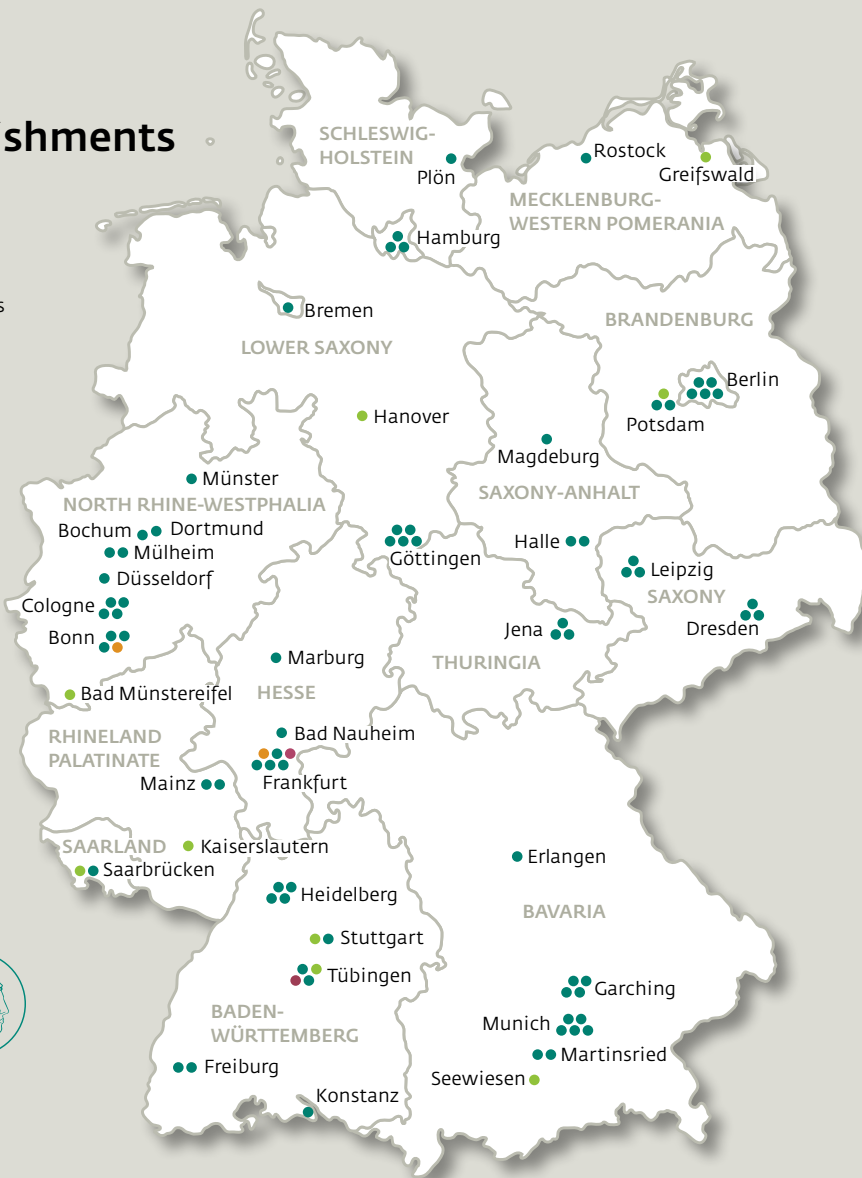 ishments
s
SCHLESWIG-
HOLSTEIN
Plön
Rostock
Greifswald
MECKLENBURG-
WESTERN POMERANIA
Hamburg
Bremen
LOWER SAXONY
BRANDENBURG
Berlin
Potsdam
Hanover
Magdeburg
SAXONY-ANHALT
Münster
NORTH RHINE-WESTPHALIA
Bochum
Dortmund
Mülheim
Düsseldorf
Cologne
Bonn
Göttingen
Halle
Leipzig
SAXONY
Dresden
Jena
THURINGIA
Marburg
HESSE
Bad Münstereifel
RHINELAND
PALATINATE
Bad Nauheim
Frankfurt
Mainz
SAARLAND
Kaiserslautern
Saarbrücken
Heidelberg
Erlangen
BAVARIA
Stuttgart
Tübingen
BADEN-
WÜRTTEMBERG
Garching
Munich
Martinsried
Seewiesen
Freiburg
Konstanz